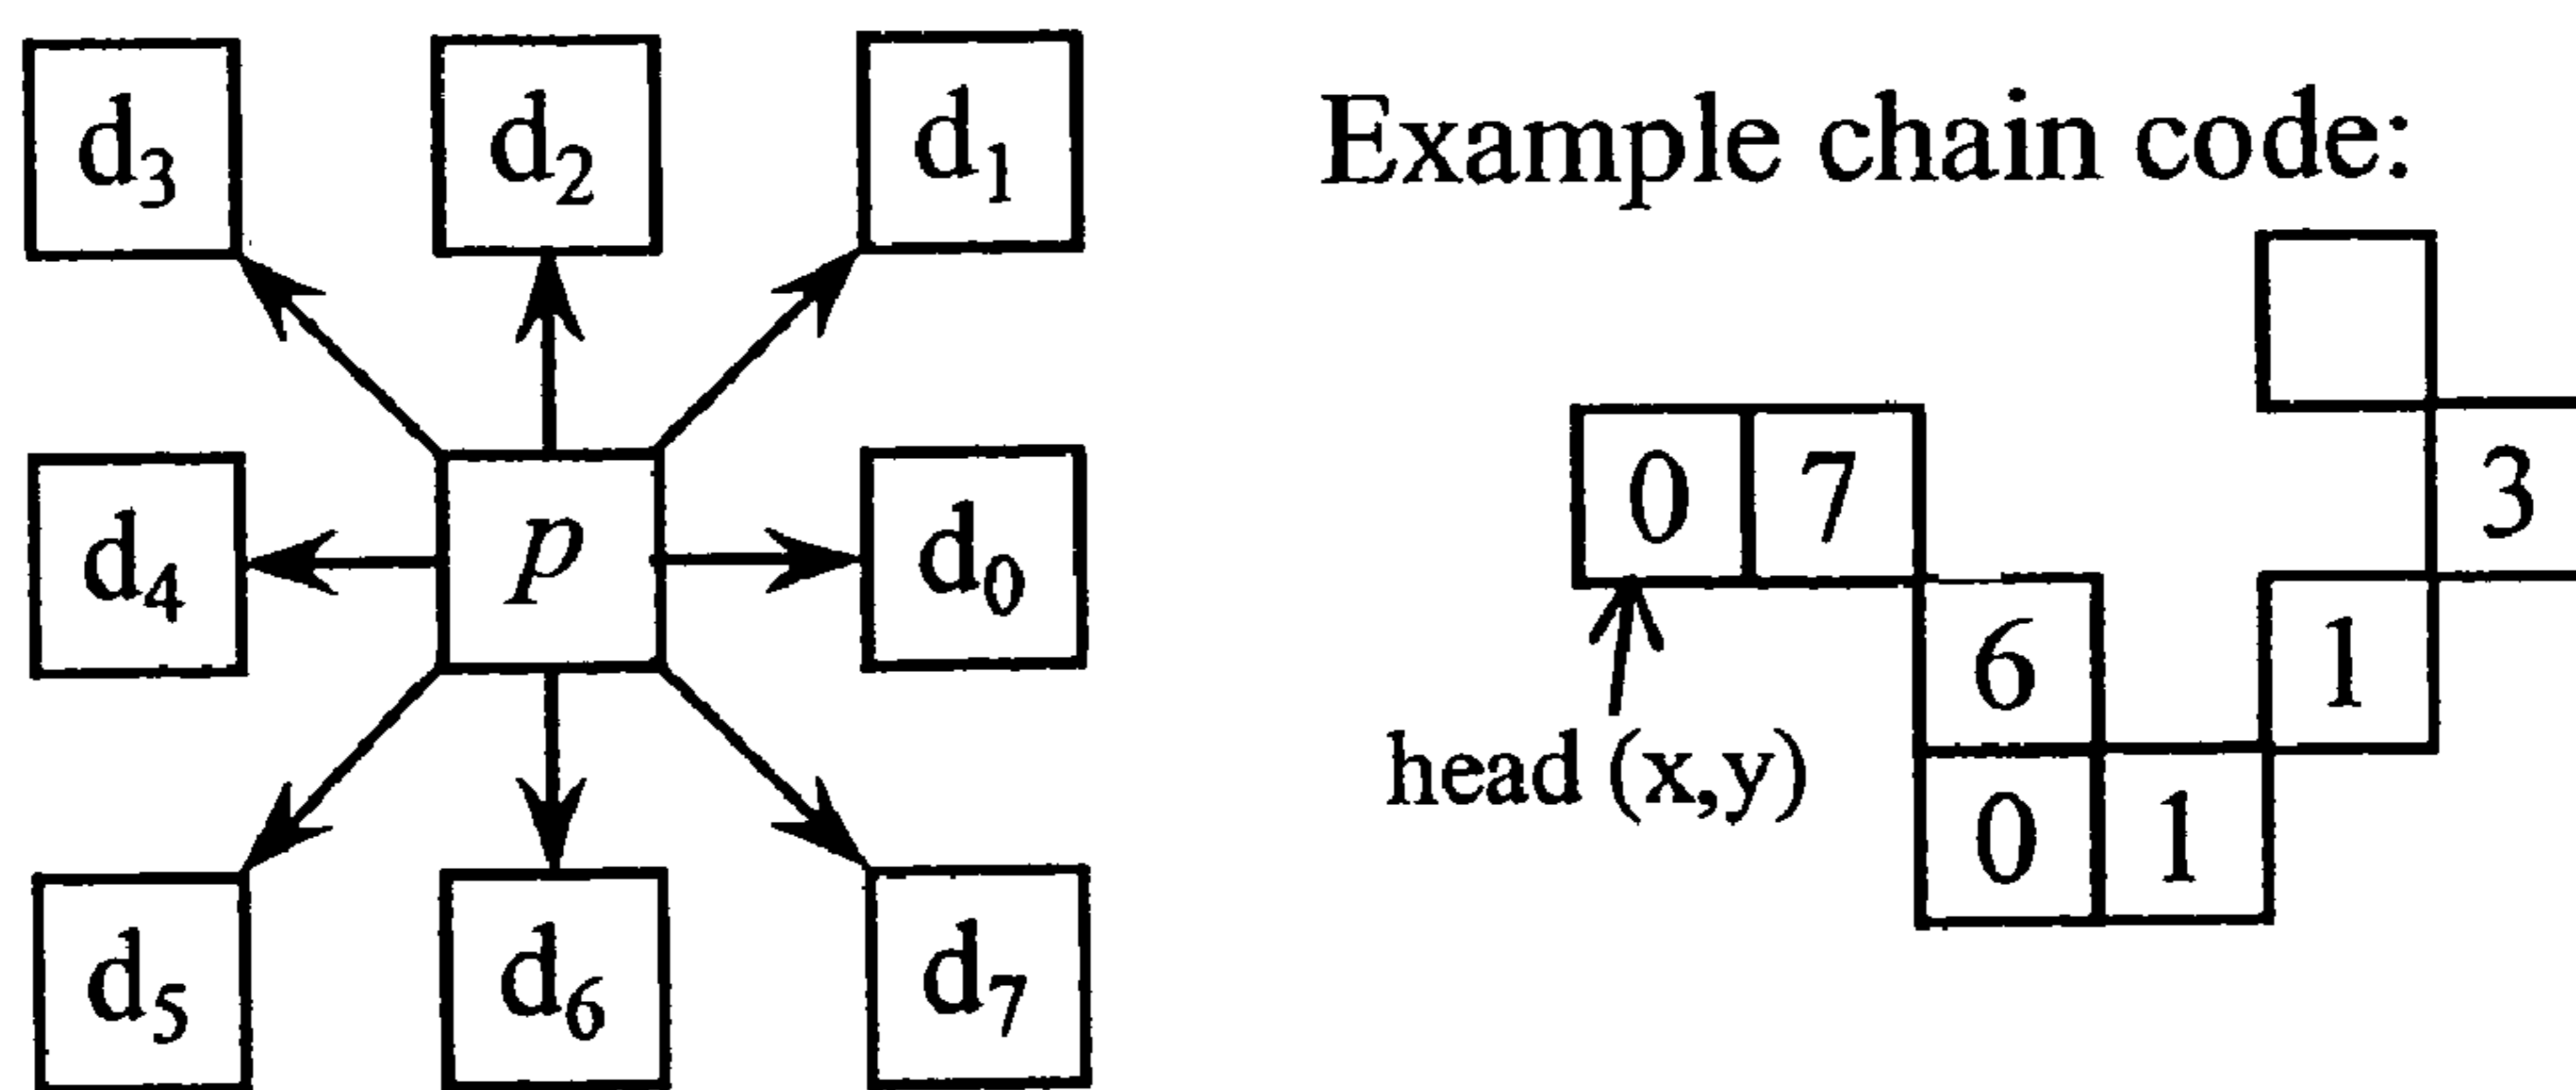 d3 d2 d1
Example chain code:
d4 p d0
0 7 3
6 1
head (x,y)
0 1
d5 d6 d7